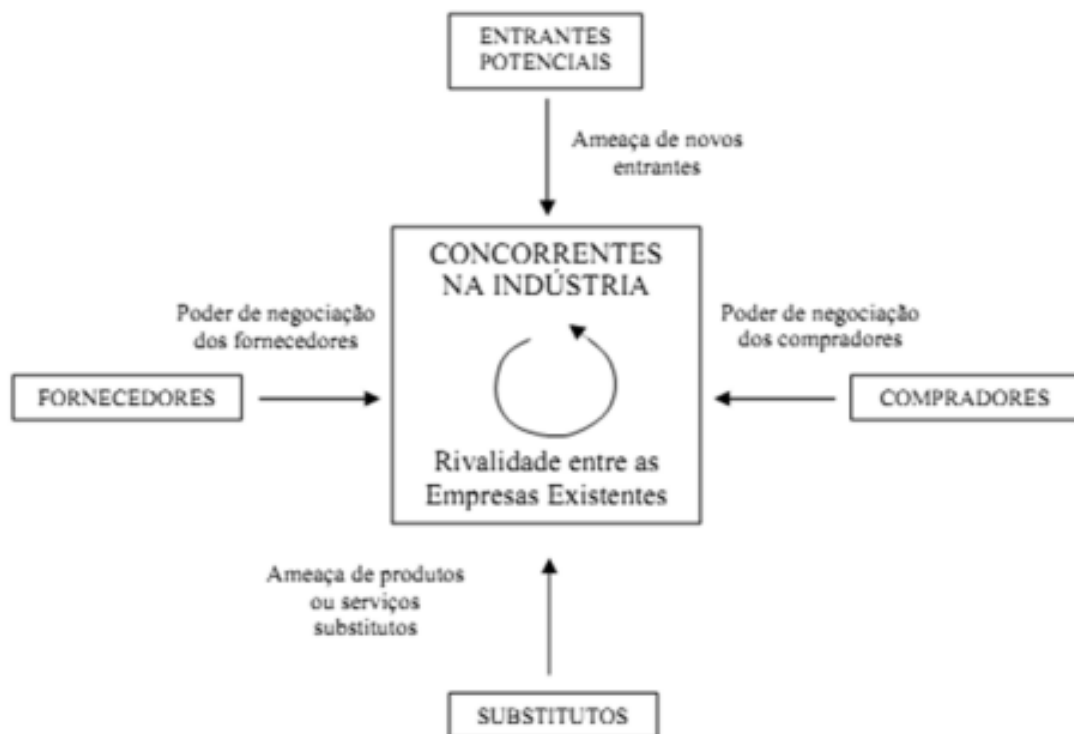 ENTRANTES
POTENCIAIS
Ameaça de novos
entrantes
CONCORRENTES
NA INDÚSTRIA
Poder de negociação
dos fornecedores
Poder de negociação
dos compradores
FORNECEDORES
COMPRADORES
Rivalidade entre as
Empresas Existentes
Ameaça de produtos
ou serviços
substitutos
SUBSTITUTOS